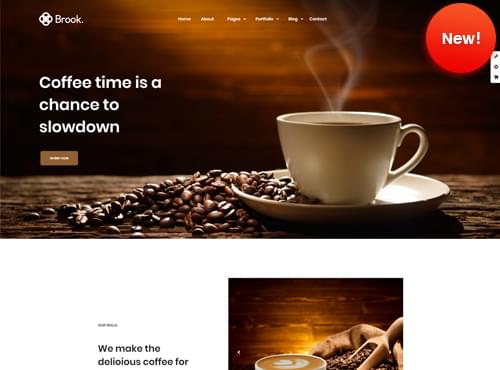 Brook.
Home About Pages Portfolio Blog Contact
New!
Coffee time is a
chance to
slowdown
order now
OUR SKILLS
We make the
delioious coffee for